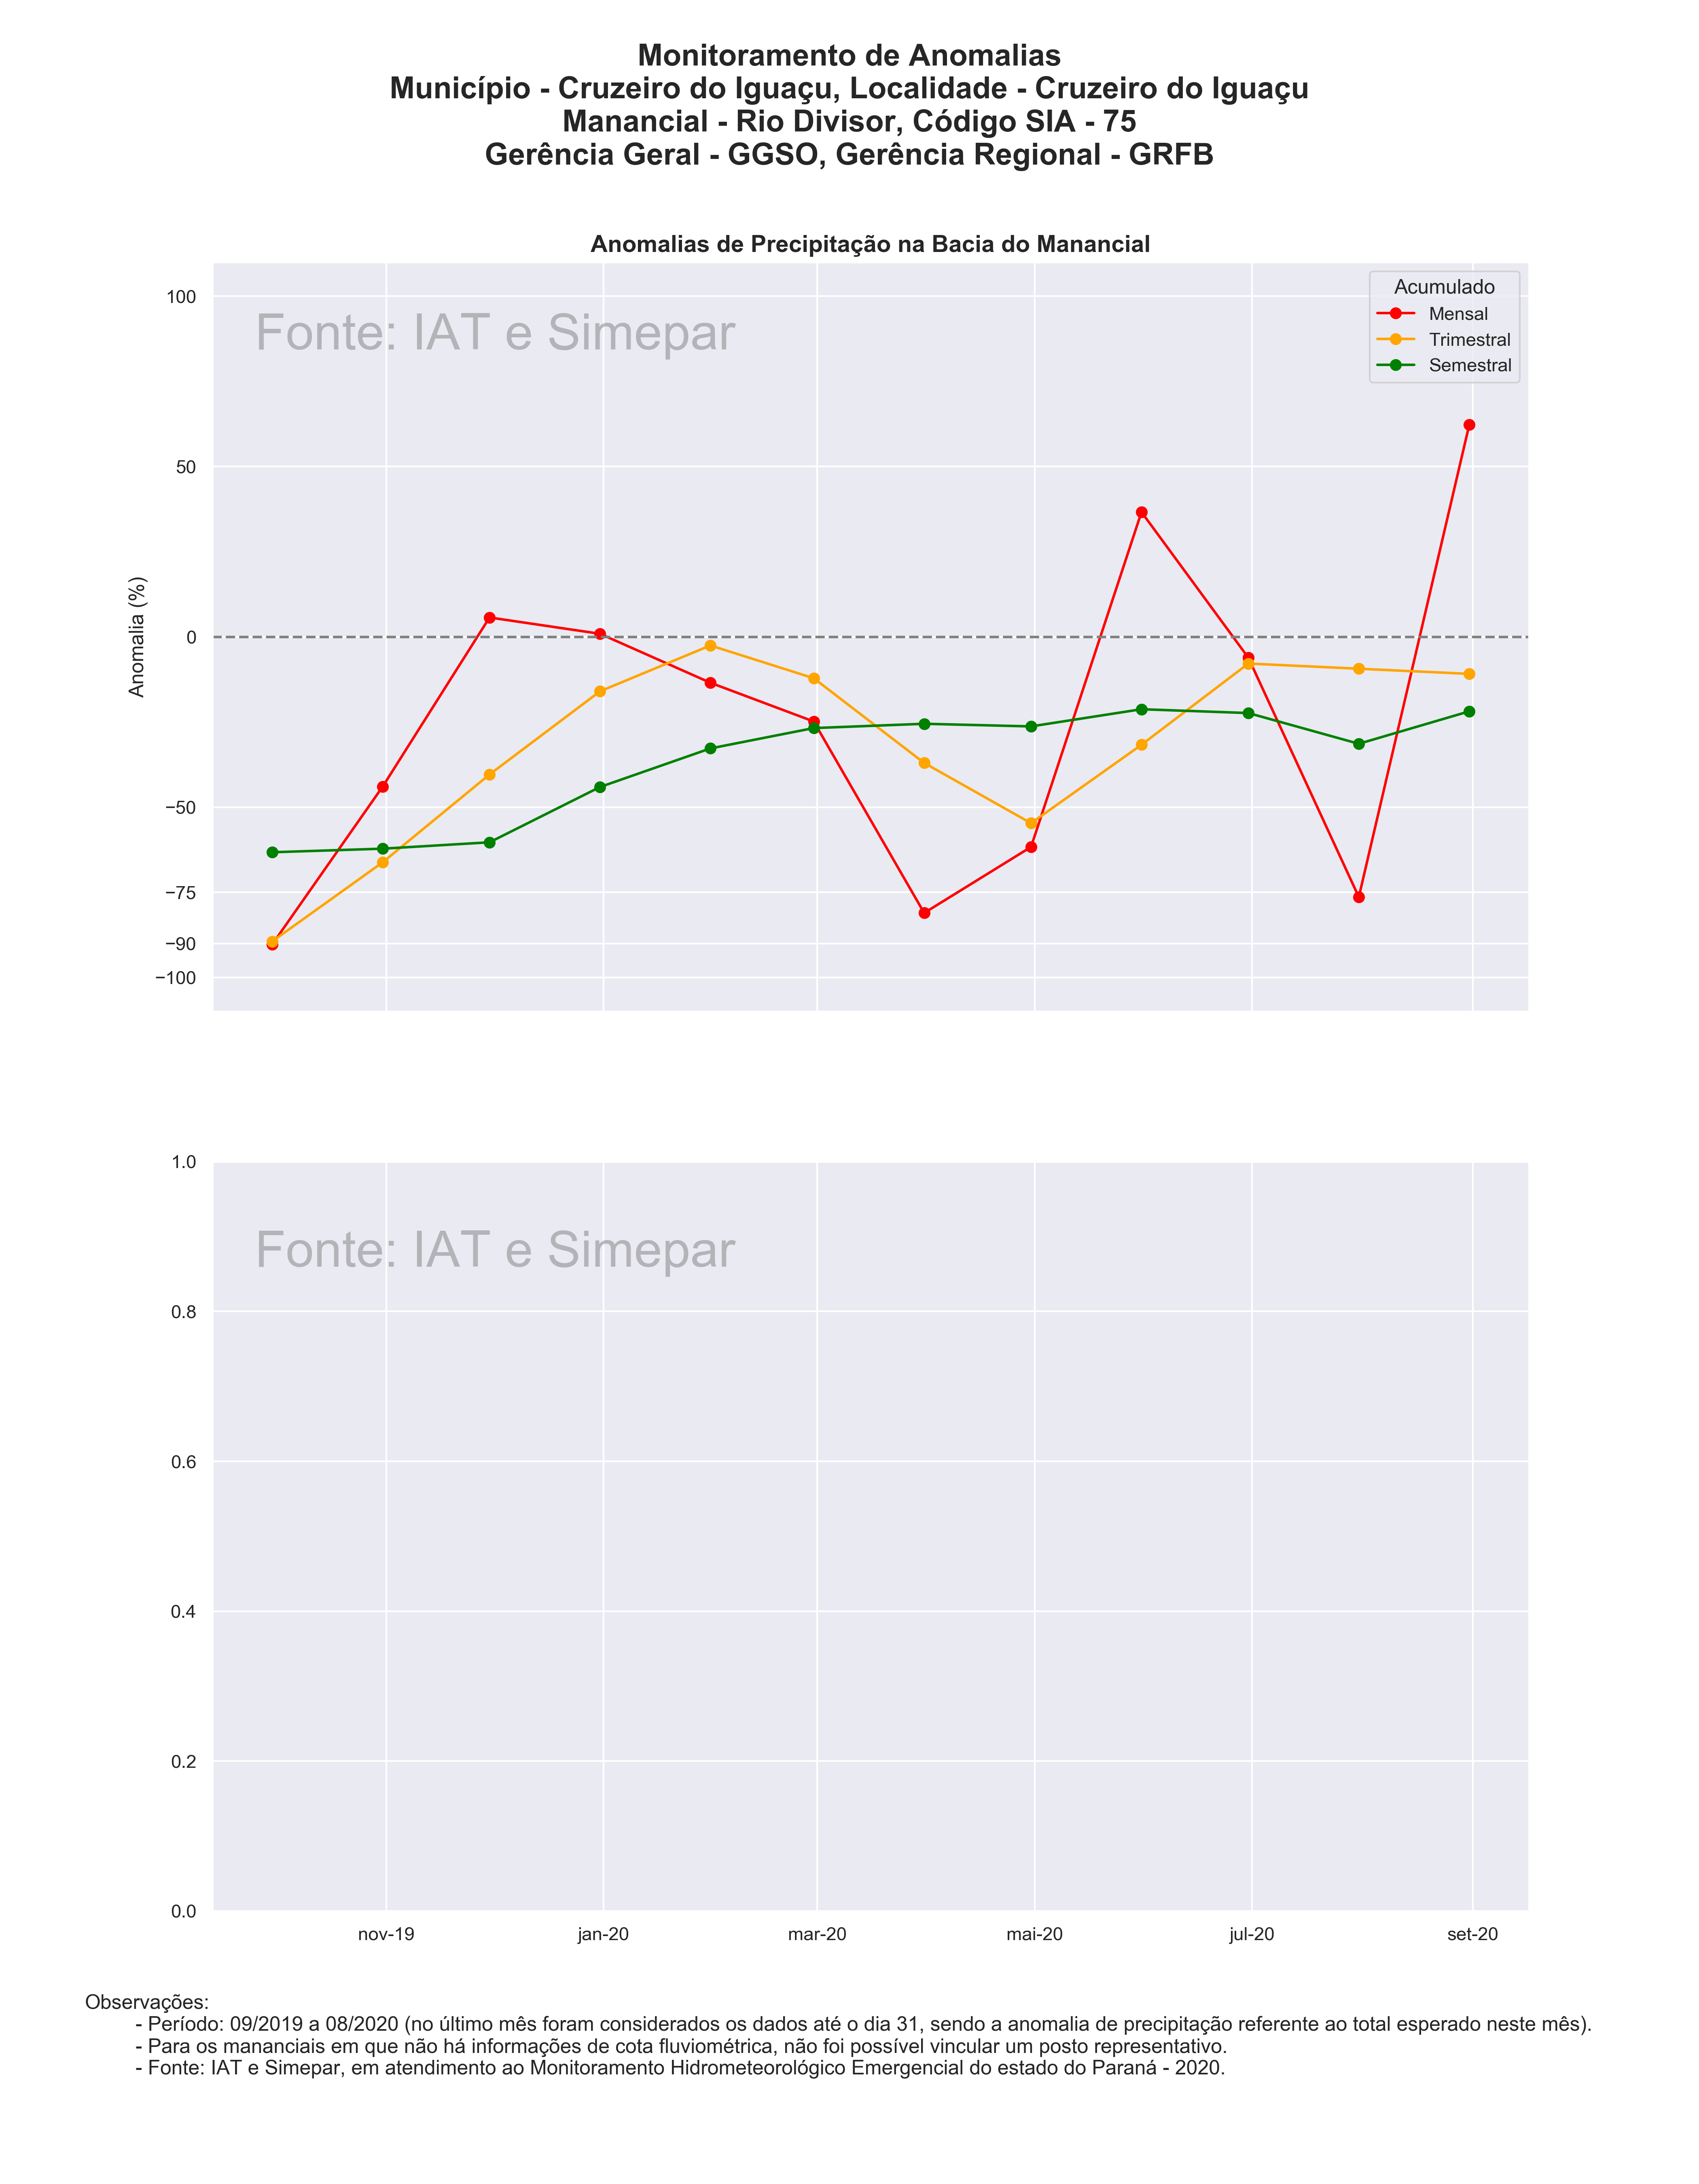 Monitoramento de Anomalias
Município - Cruzeiro do Iguaçu, Localidade - Cruzeiro do Iguaçu
Manancial - Rio Divisor, Código SIA - 75
Gerência Geral - GGSO, Gerência Regional - GRFB
Anomalias de Precipitação na Bacia do Manancial
Fonte: IAT e Simepar
Acumulado
Mensal
Trimestral
Semestral
Anomalia (%)
100
50
0
−50
−75
−90
−100
Fonte: IAT e Simepar
1.0
0.8
0.6
0.4
0.2
0.0
nov-19 jan-20 mar-20 mai-20 jul-20 set-20
Observações:
- Período: 09/2019 a 08/2020 (no último mês foram considerados os dados até o dia 31, sendo a anomalia de precipitação referente ao total esperado neste mês).
- Para os mananciais em que não há informações de cota fluviométrica, não foi possível vincular um posto representativo.
- Fonte: IAT e Simepar, em atendimento ao Monitoramento Hidrometeorológico Emergencial do estado do Paraná - 2020.